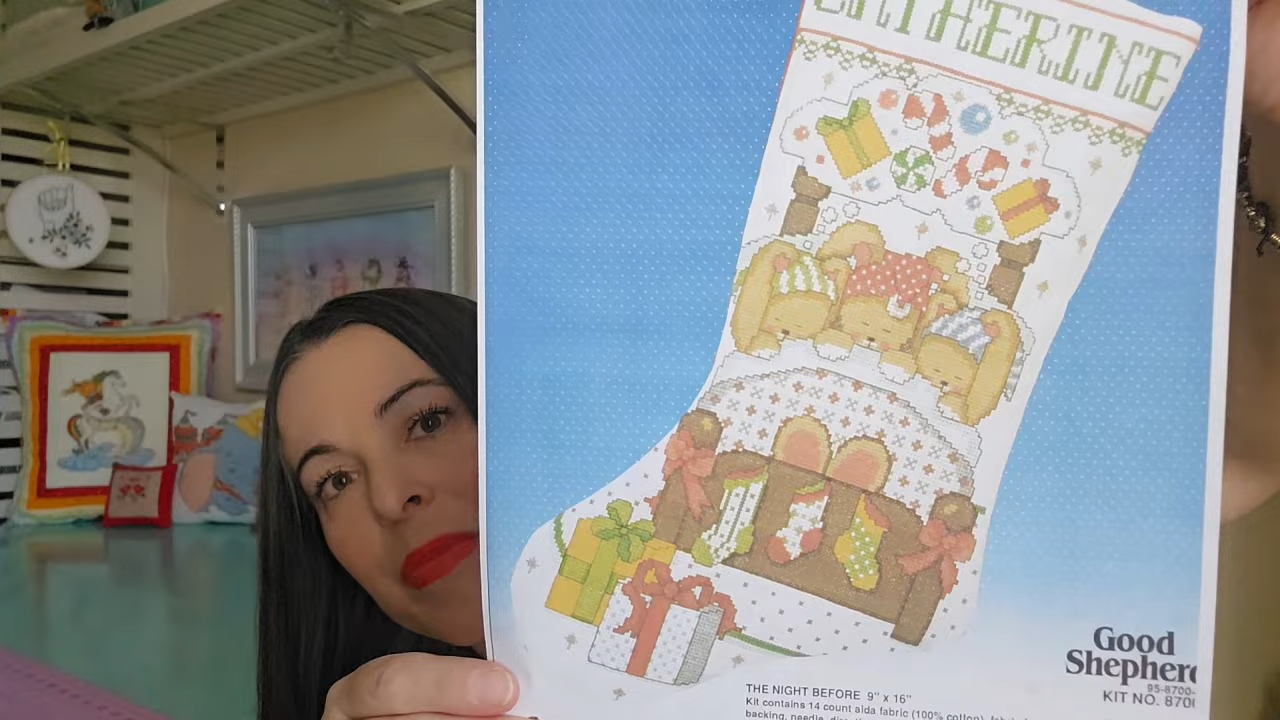 CATHERINE
Good
Shepherd
95-8700-
KIT NO. 870
THE NIGHT BEFORE 9" x 16"
Kit contains 14 count aida fabric (100% cotton),
backing, needle,